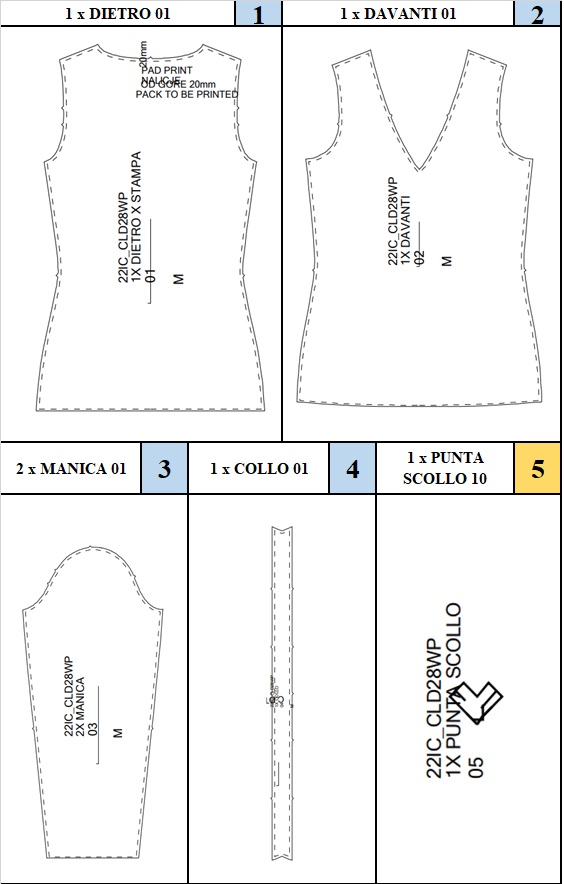 1 x DIETRO 01
1
1 x DAVANTI 01
2
20mm
PAD PRINT
NALICJE
OD GORE 20mm
PACK TO BE PRINTED
22IC_CLD28WP
1X DIETRO X STAMPA
01
M
22IC_CLD28WP
1X DAVANTI
02
M
2 x MANICA 01
3
1 x COLLO 01
4
1 x PUNTA
SCOLLO 10
5
22IC_CLD28WP
2X MANICA
03
M
22IC_CLD28WP
1X PUNTA SCOLLO
05